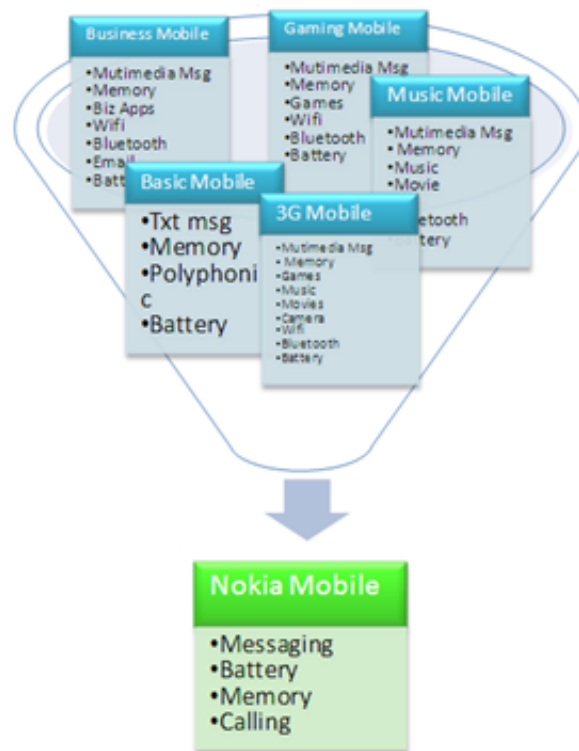 Business Mobile
•Mutimedia Msg
•Memory
•Biz Apps
•Wifi
•Bluetooth
•Email
Gaming Mobile
•Mutimedia Msg
•Memory
•Games
•Wifi
•Bluetooth
•Battery
Music Mobile
•Mutimedia Msg
• Memory
•Music
•Movie
Basic Mobile
•Txt msg
•Memory
•Polyphoni
c
•Battery
3G Mobile
•Mutimedia Msg
• Memory
•Games
•Music
•Movies
•Camera
•Wifi
•Bluetooth
•Battery
Nokia Mobile
•Messaging
•Battery
•Memory
•Calling